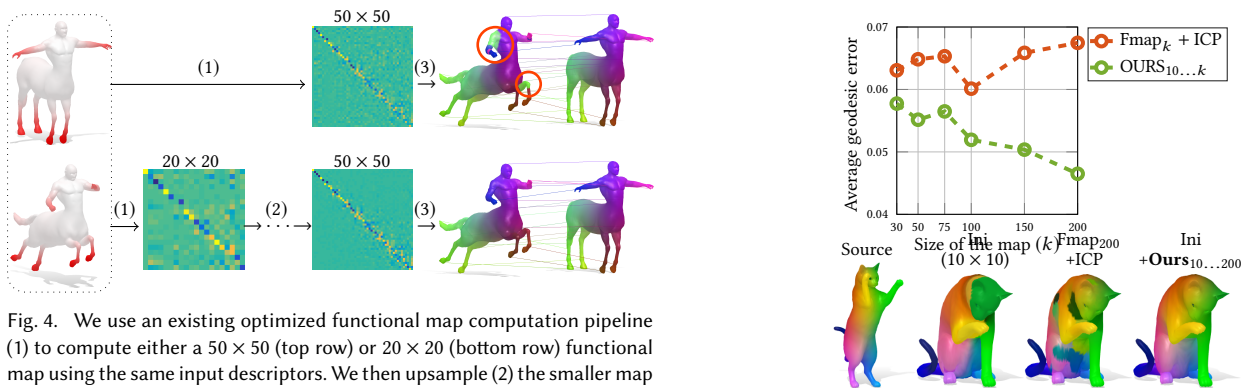 50 × 50
(1)
(3)
20 × 20
50 × 50
(1)
(2)
(3)
Fig. 4. We use an existing optimized functional map computation pipeline
(1) to compute either a 50 × 50 (top row) or 20 × 20 (bottom row) functional
map using the same input descriptors. We then upsample (2) the smaller map
0.07
0.06
0.05
0.04
Average geodesic error
30 50 75 100 150 200
Size of the map (k)
Fmapₖ + ICP
OURS₁₀…ₖ
Source
Ini
(10 × 10)
Fmap₂₀₀
+ICP
Ini
+Ours₁₀…₂₀₀